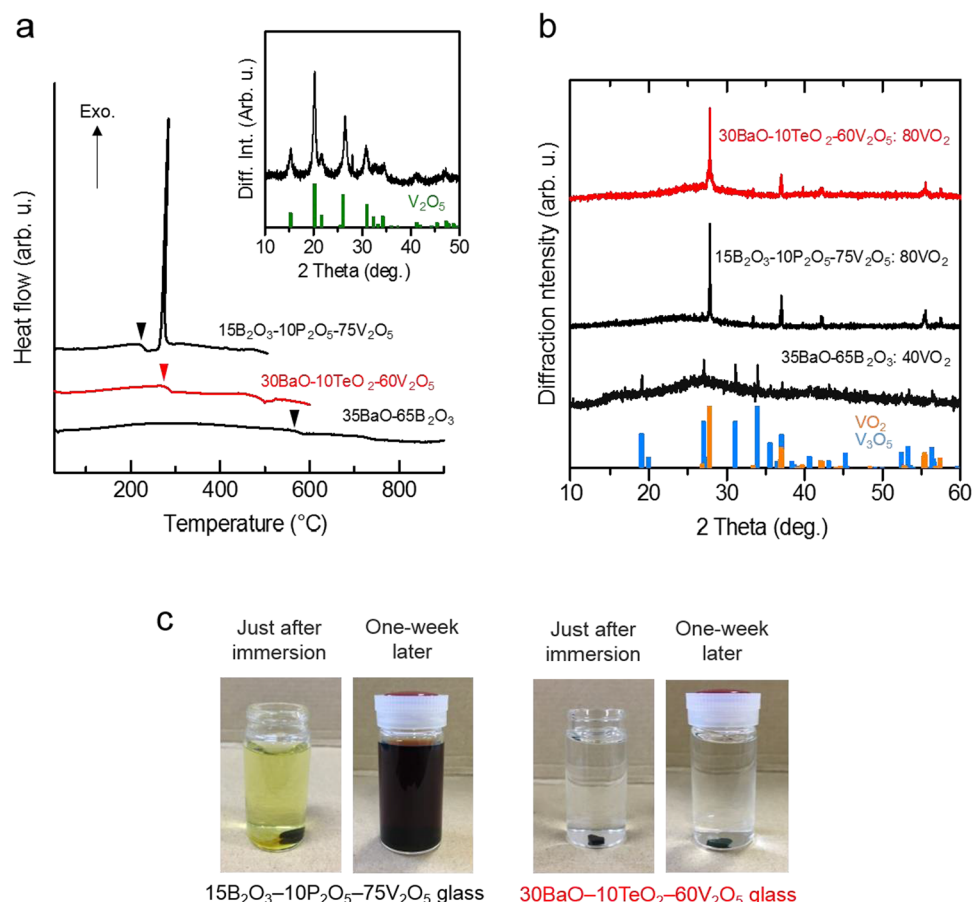 a
Exo.
Heat flow (arb. u.)
15B₂O₃-10P₂O₅-75V₂O₅
30BaO-10TeO₂-60V₂O₅
35BaO-65B₂O₃
200 400 600 800
Temperature (°C)
Diff. Int. (Arb. u.)
V₂O₅
10 20 30 40 50
2 Theta (deg.)
b
Diffraction ntensity (arb. u.)
30BaO-10TeO₂-60V₂O₅: 80VO₂
15B₂O₃-10P₂O₅-75V₂O₅: 80VO₂
35BaO-65B₂O₃: 40VO₂
VO₂
V₃O₅
10 20 30 40 50 60
2 Theta (deg.)
c
Just after
immersion
One-week
later
Just after
immersion
One-week
later
15B₂O₃–10P₂O₅–75V₂O₅ glass
30BaO–10TeO₂–60V₂O₅ glass